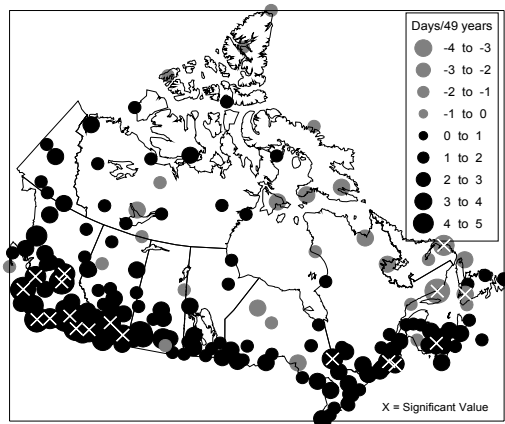 Days/49 years
-4 to -3
-3 to -2
-2 to -1
-1 to 0
0 to 1
1 to 2
2 to 3
3 to 4
4 to 5
X = Significant Value